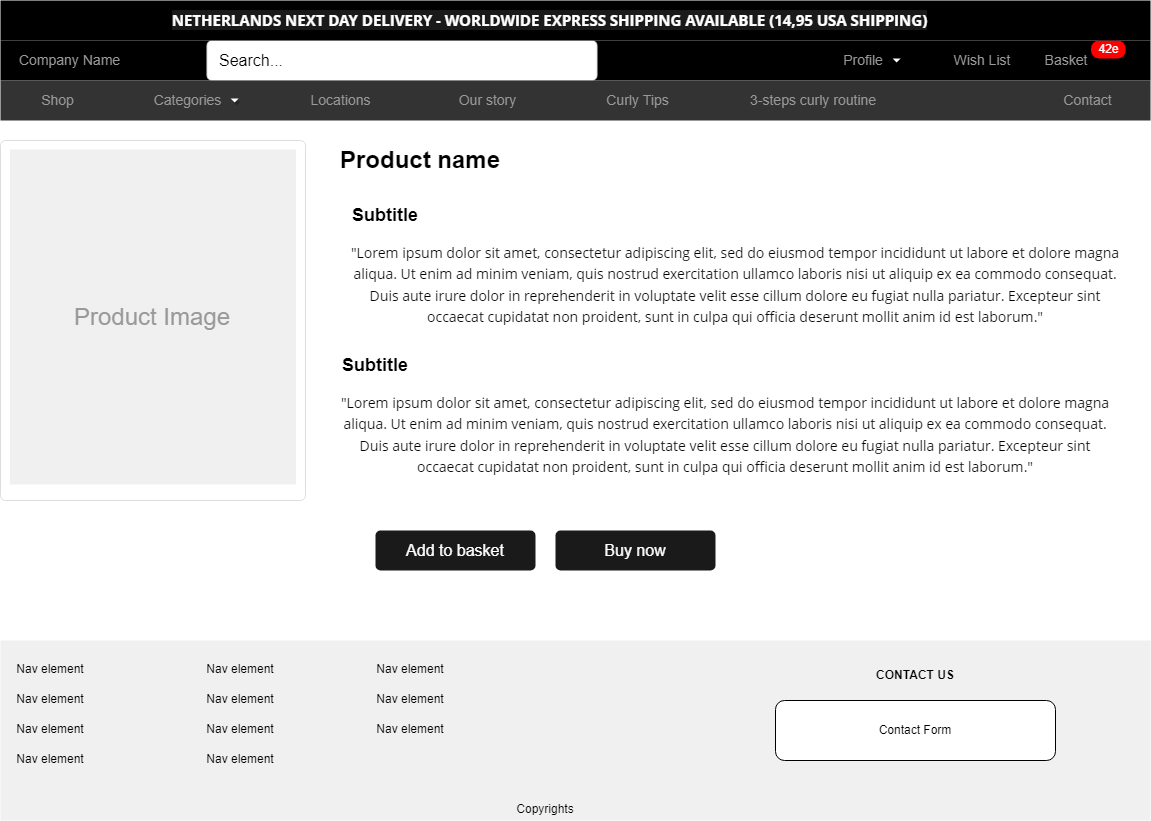 NETHERLANDS NEXT DAY DELIVERY - WORLDWIDE EXPRESS SHIPPING AVAILABLE (14,95 USA SHIPPING)
Company Name Search... Profile Wish List Basket 42e
Shop Categories Locations Our story Curly Tips 3-steps curly routine Contact
Product name
Subtitle
"Lorem ipsum dolor sit amet, consectetur adipiscing elit, sed do eiusmod tempor incididunt ut labore et dolore magna
aliqua. Ut enim ad minim veniam, quis nostrud exercitation ullamco laboris nisi ut aliquip ex ea commodo consequat.
Duis aute irure dolor in reprehenderit in voluptate velit esse cillum dolore eu fugiat nulla pariatur. Excepteur sint
occaecat cupidatat non proident, sunt in culpa qui officia deserunt mollit anim id est laborum."
Product Image
Subtitle
"Lorem ipsum dolor sit amet, consectetur adipiscing elit, sed do eiusmod tempor incididunt ut labore et dolore magna
aliqua. Ut enim ad minim veniam, quis nostrud exercitation ullamco laboris nisi ut aliquip ex ea commodo consequat.
Duis aute irure dolor in reprehenderit in voluptate velit esse cillum dolore eu fugiat nulla pariatur. Excepteur sint
occaecat cupidatat non proident, sunt in culpa qui officia deserunt mollit anim id est laborum."
Add to basket Buy now
Nav element Nav element Nav element CONTACT US
Nav element Nav element Nav element
Nav element Nav element Nav element Contact Form
Nav element Nav element
Copyrights